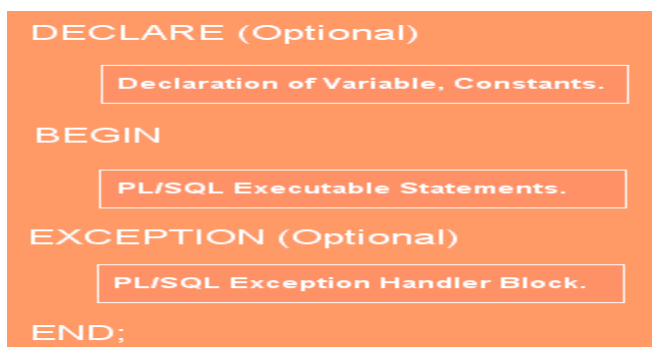 DECLARE (Optional)
Declaration of Variable, Constants.
BEGIN
PL/SQL Executable Statements.
EXCEPTION (Optional)
PL/SQL Exception Handler Block.
END;